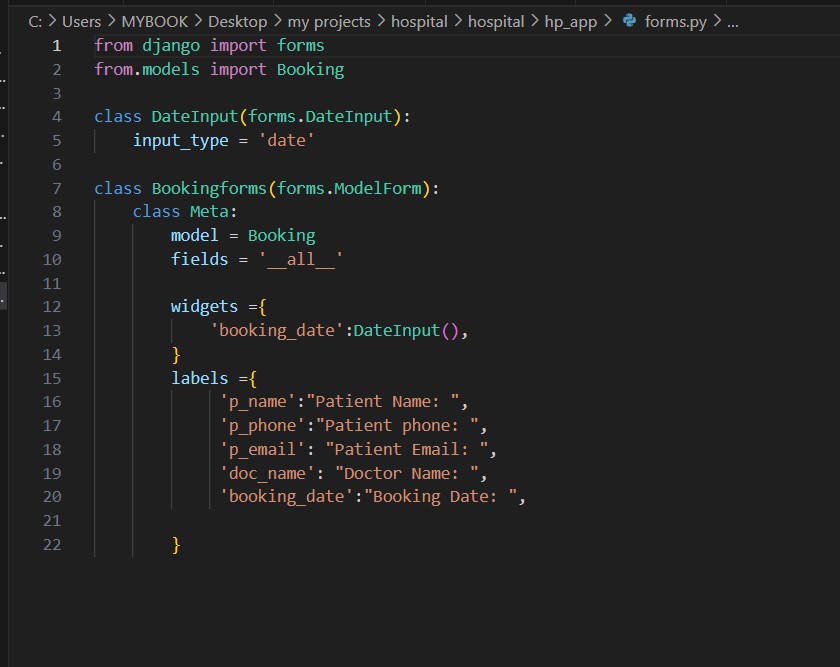 C: > Users > MYBOOK > Desktop > my projects > hospital > hospital > hp_app > forms.py > ...
1 from django import forms
2 from.models import Booking
3
4 class DateInput(forms.DateInput):
5     input_type = 'date'
6
7 class Bookingforms(forms.ModelForm):
8     class Meta:
9         model = Booking
10         fields = '__all__'
11
12         widgets ={
13             'booking_date':DateInput(),
14         }
15         labels ={
16              'p_name':"Patient Name: ",
17              'p_phone':"Patient phone: ",
18              'p_email': "Patient Email: ",
19              'doc_name': "Doctor Name: ",
20              'booking_date':"Booking Date: ",
21
22         }